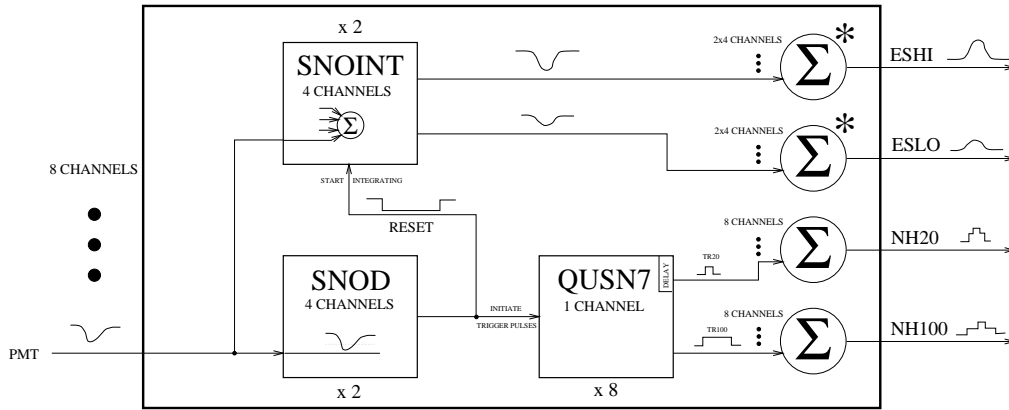 x 2
SNOINT
4 CHANNELS
Σ
START INTEGRATING
RESET
8 CHANNELS
PMT
SNOD
4 CHANNELS
x 2
INITIATE
TRIGGER PULSES
QUSN7
1 CHANNEL
DELAY
x 8
TR20
TR100
2x4 CHANNELS
Σ
*
ESHI
2x4 CHANNELS
Σ
*
ESLO
8 CHANNELS
Σ
NH20
8 CHANNELS
Σ
NH100